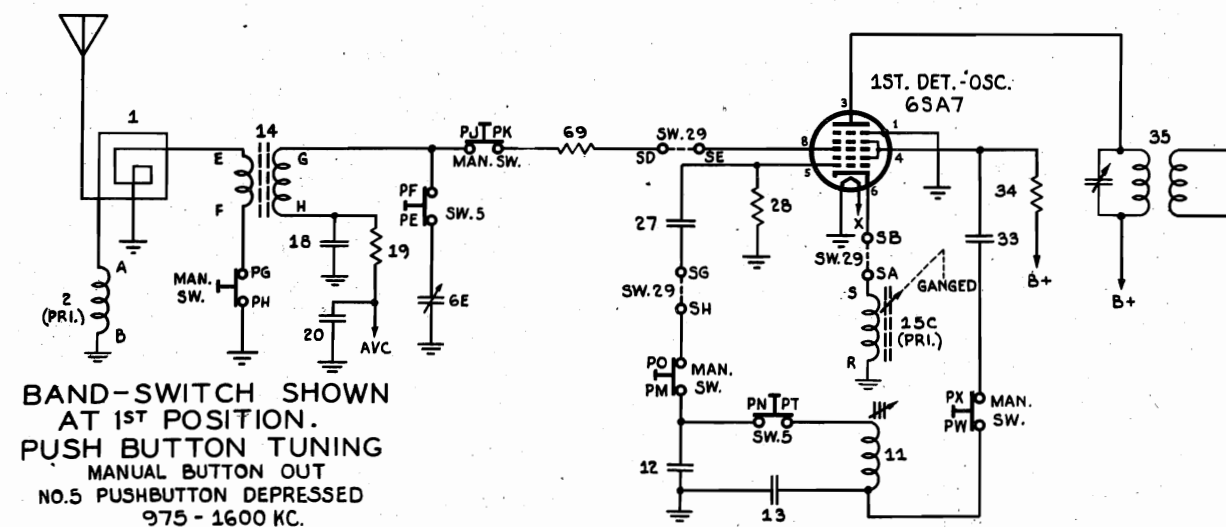 1
14
E
G
F
H
PJ PK
MAN. SW.
69
SW. 29
SD
SE
1ST. DET.-OSC.
6SA7
3
1
8
4
5
6
X
35
34
33
B+
B+
PF
PE
SW.5
6E
18
19
20
AVC
MAN.
SW.
PG
PH
A
2
(PRI.)
B
27
28
SG
SW.29
SH
SB
SW.29
SA
S
GANGED
15C
(PRI.)
R
PO
PM
MAN.
SW.
PN PT
SW.5
PX
PW
MAN.
SW.
11
12
13
BAND-SWITCH SHOWN
AT 1ST POSITION.
PUSH BUTTON TUNING
MANUAL BUTTON OUT
NO.5 PUSHBUTTON DEPRESSED
975-1600 KC.